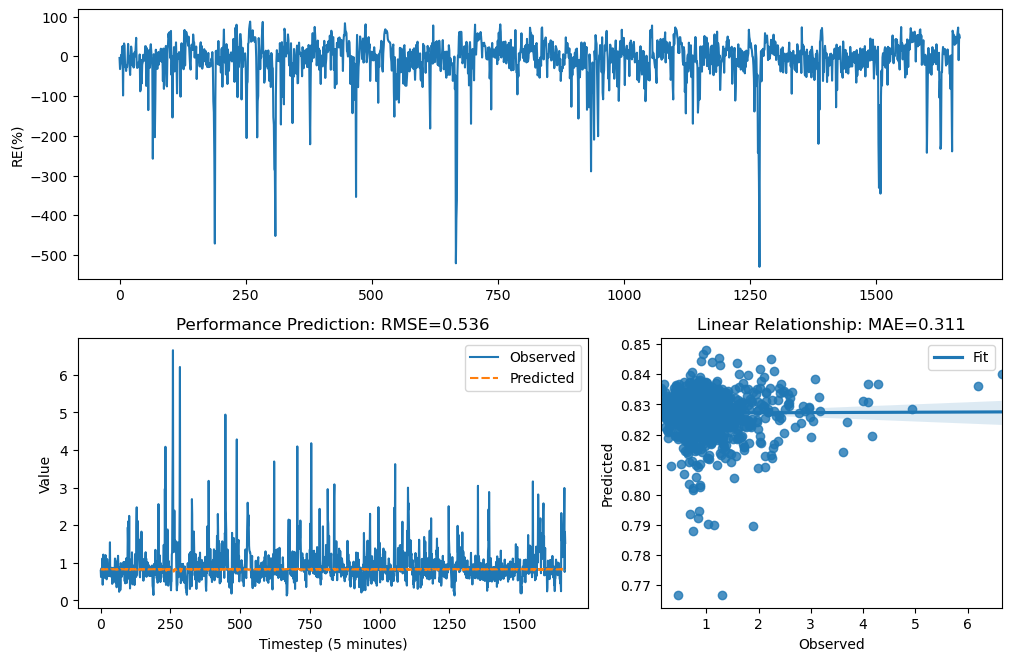 100
0
−100
−200
−300
−400
−500
RE(%)
0 250 500 750 1000 1250 1500
Performance Prediction: RMSE=0.536
Observed
Predicted
6
5
4
3
2
1
0
Value
0 250 500 750 1000 1250 1500
Timestep (5 minutes)
Linear Relationship: MAE=0.311
Fit
0.85
0.84
0.83
0.82
0.81
0.80
0.79
0.78
0.77
Predicted
1 2 3 4 5 6
Observed